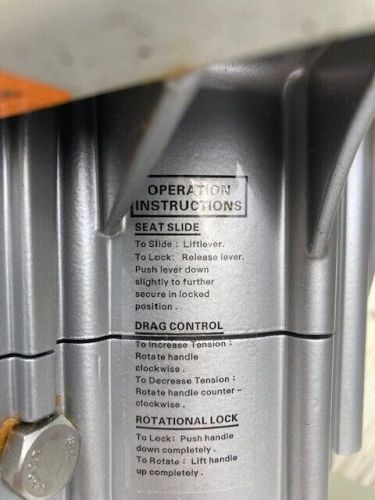 OPERATION
INSTRUCTIONS
SEAT SLIDE
To Slide : Liftlever.
To Lock: Release lever.
Push lever down
slightly to further
secure in locked
position .
DRAG CONTROL
To Increase Tension :
Rotate handle
clockwise .
To Decrease Tension :
Rotate handle counter-
clockwise .
ROTATIONAL LOCK
To Lock: Push handle
down completely .
To Rotate : Lift handle
up completely .